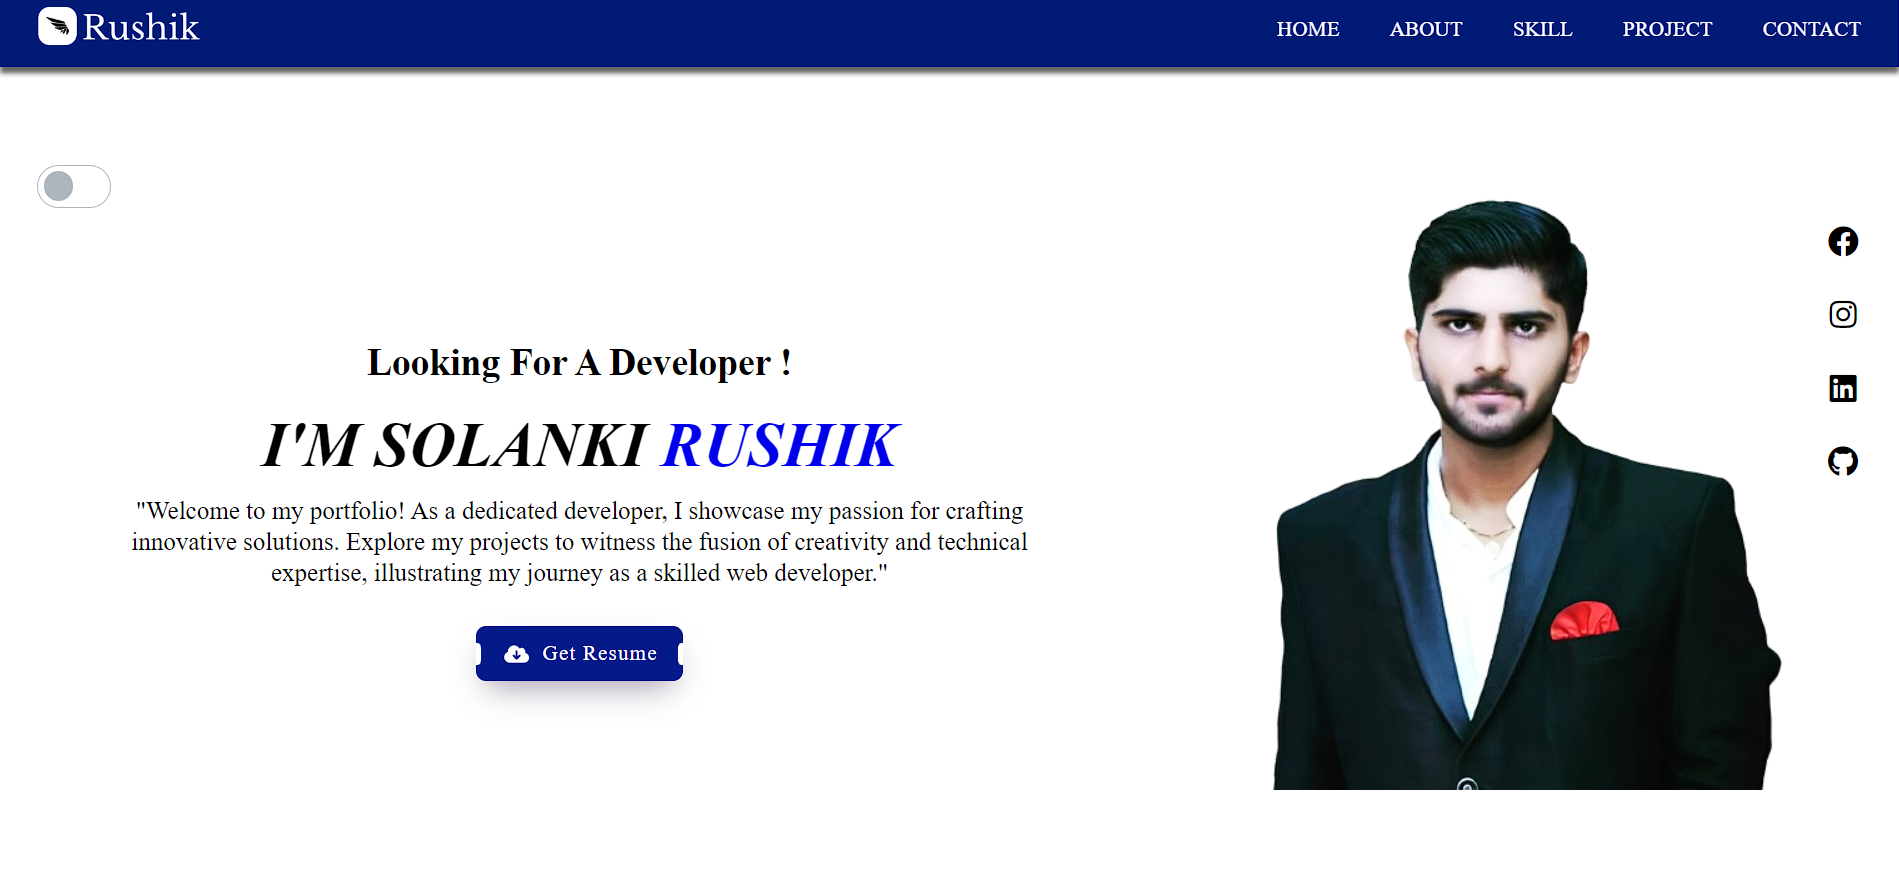 Rushik
HOME ABOUT SKILL PROJECT CONTACT
Looking For A Developer !
I'M SOLANKI RUSHIK
"Welcome to my portfolio! As a dedicated developer, I showcase my passion for crafting
innovative solutions. Explore my projects to witness the fusion of creativity and technical
expertise, illustrating my journey as a skilled web developer."
Get Resume